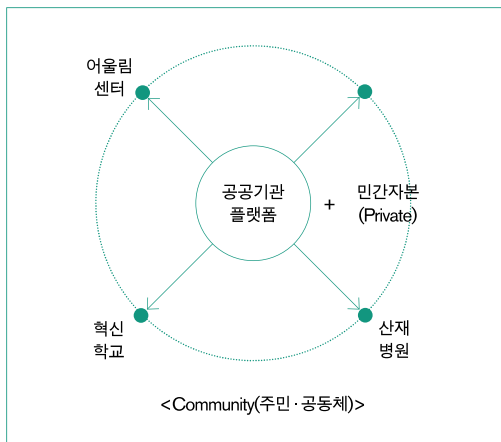 어울림
센터
공공기관
플랫폼
+
민간자본
(Private)
혁신
학교
산재
병원
<Community(주민·공동체)>